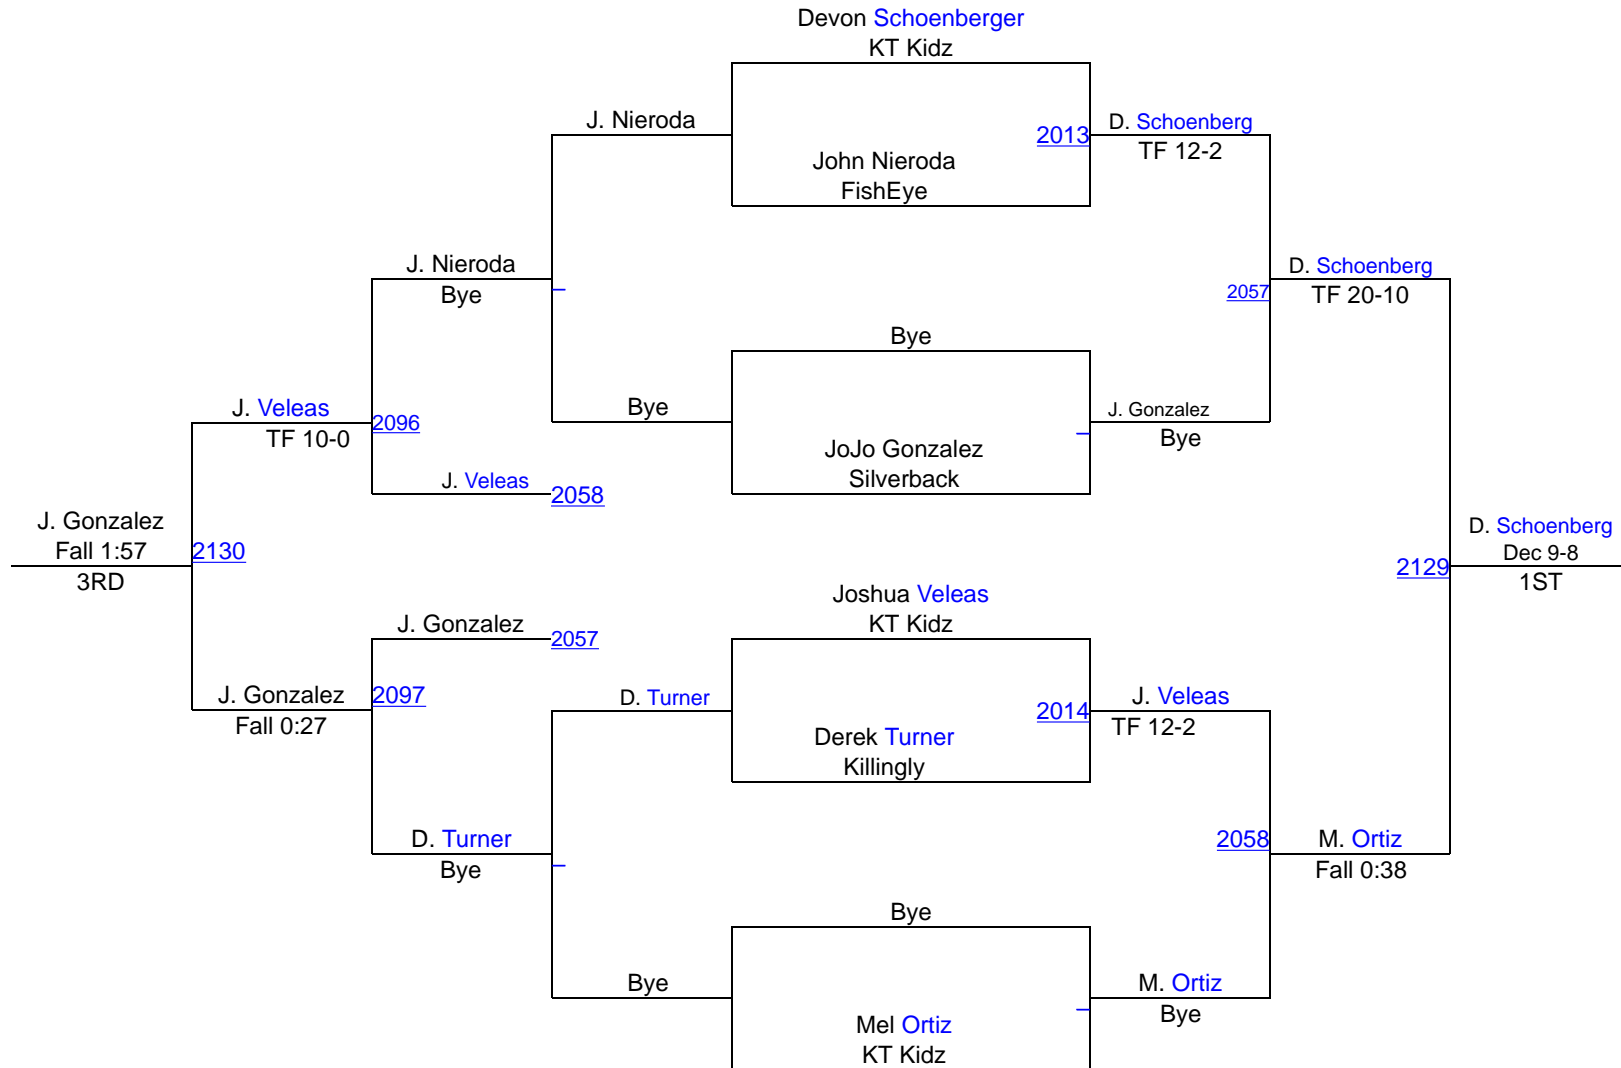 Devon Schoenberger
KT Kidz
J. Nieroda
2013
D. Schoenberg
TF 12-2
John Nieroda
FishEye
J. Nieroda
Bye
2057
D. Schoenberg
TF 20-10
Bye
J. Veleas
TF 10-0
2096
Bye
J. Gonzalez
Bye
JoJo Gonzalez
Silverback
J. Veleas
2058
J. Gonzalez
Fall 1:57
3RD
2130
2129
D. Schoenberg
Dec 9-8
1ST
Joshua Veleas
KT Kidz
J. Gonzalez
2057
J. Gonzalez
Fall 0:27
2097
D. Turner
2014
J. Veleas
TF 12-2
Derek Turner
Killingly
D. Turner
Bye
2058
M. Ortiz
Fall 0:38
Bye
Bye
M. Ortiz
Bye
Mel Ortiz
KT Kidz